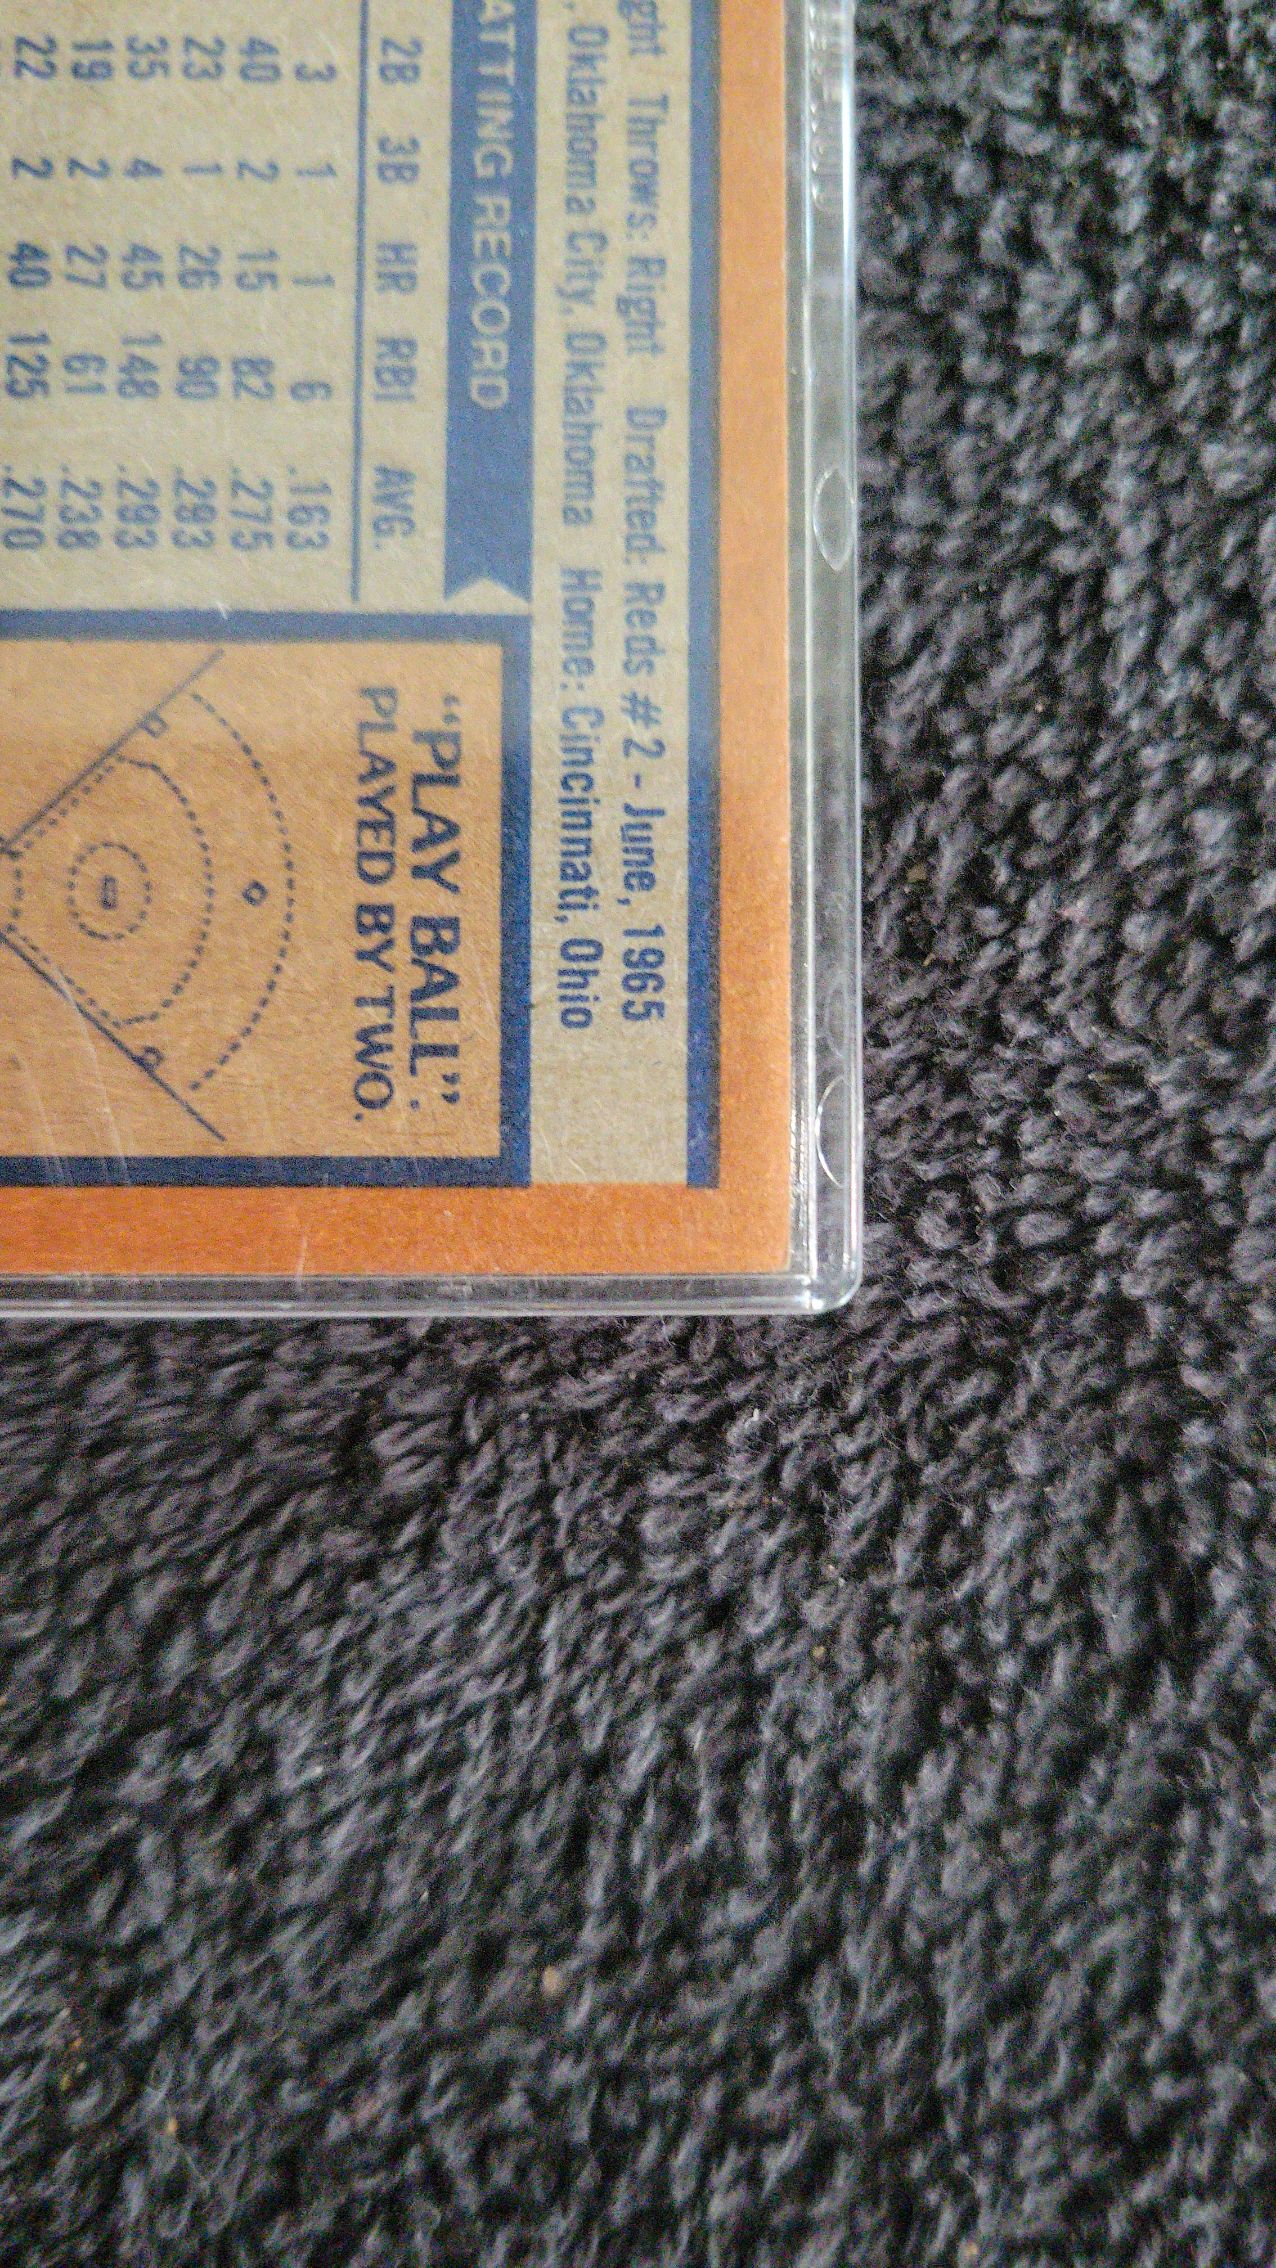 Throws: Right Drafted: Reds #2 - June, 1965
Oklahoma City, Oklahoma Home: Cincinnati, Ohio
ATTING RECORD
2B 3B HR RBI AVG.
3 1 1 6 .163
40 2 15 82 .275
23 1 26 90 .293
35 4 45 148 .293
19 2 27 61 .238
22 2 40 125 .270
"PLAY BALL":
PLAYED BY TWO.